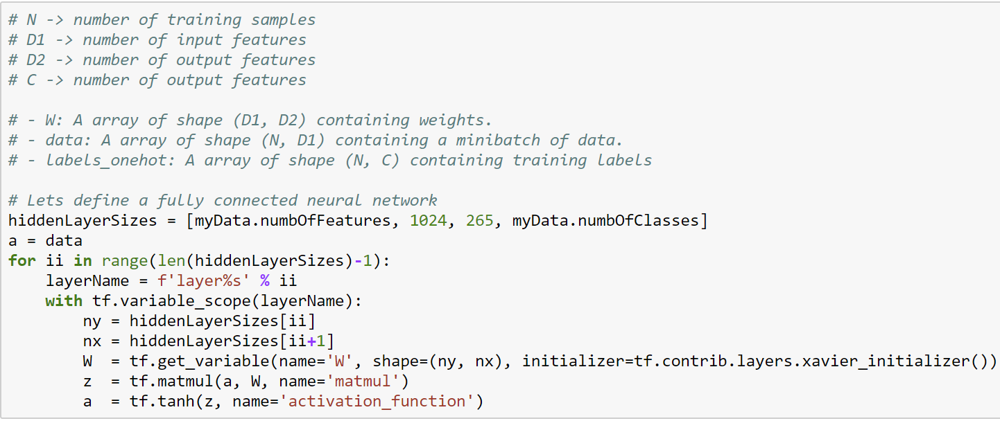 # N -> number of training samples
# D1 -> number of input features
# D2 -> number of output features
# C -> number of output features

# - W: A array of shape (D1, D2) containing weights.
# - data: A array of shape (N, D1) containing a minibatch of data.
# - labels_onehot: A array of shape (N, C) containing training labels

# Lets define a fully connected neural network
hiddenLayerSizes = [myData.numbOfFeatures, 1024, 265, myData.numbOfClasses]
a = data
for ii in range(len(hiddenLayerSizes)-1):
    layerName = f'layer%s' % ii
    with tf.variable_scope(layerName):
        ny = hiddenLayerSizes[ii]
        nx = hiddenLayerSizes[ii+1]
        W  = tf.get_variable(name='W', shape=(ny, nx), initializer=tf.contrib.layers.xavier_initializer())
        z  = tf.matmul(a, W, name='matmul')
        a  = tf.tanh(z, name='activation_function')